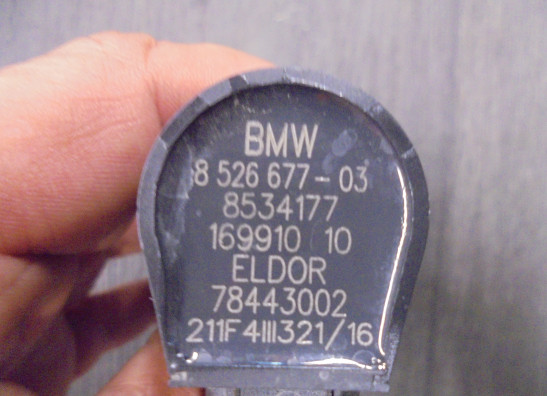 BMW
8 526 677-03
8534177
169910 10
ELDOR
78443002
211F4III321/16